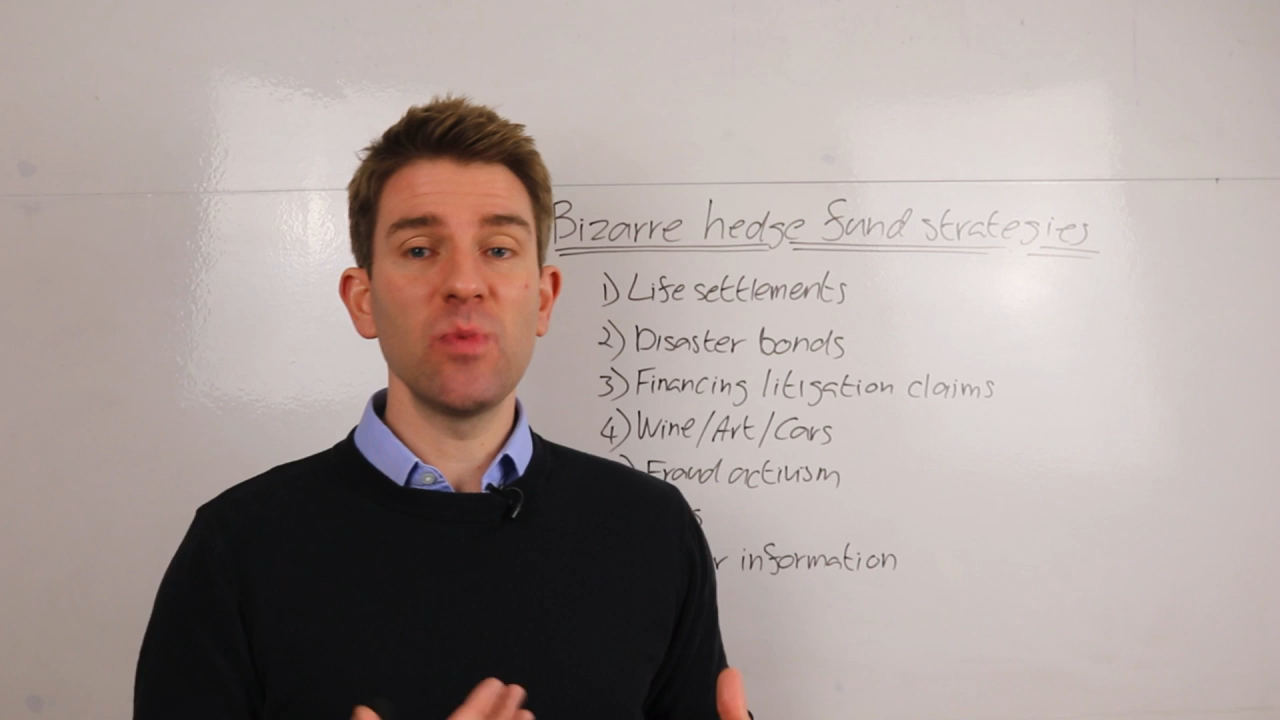 Bizarre hedge fund strategies
1) Life settlements
2) Disaster bonds
3) Financing litigation claims
4) Wine/Art/Cars
) Fraud activism
s
r information